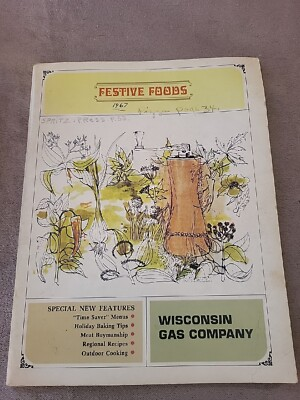 FESTIVE FOODS
1967
SPECIAL NEW FEATURES
"Time Saver" Menus
Holiday Baking Tips
Meat Buymanship
Regional Recipes
Outdoor Cooking
WISCONSIN
GAS COMPANY